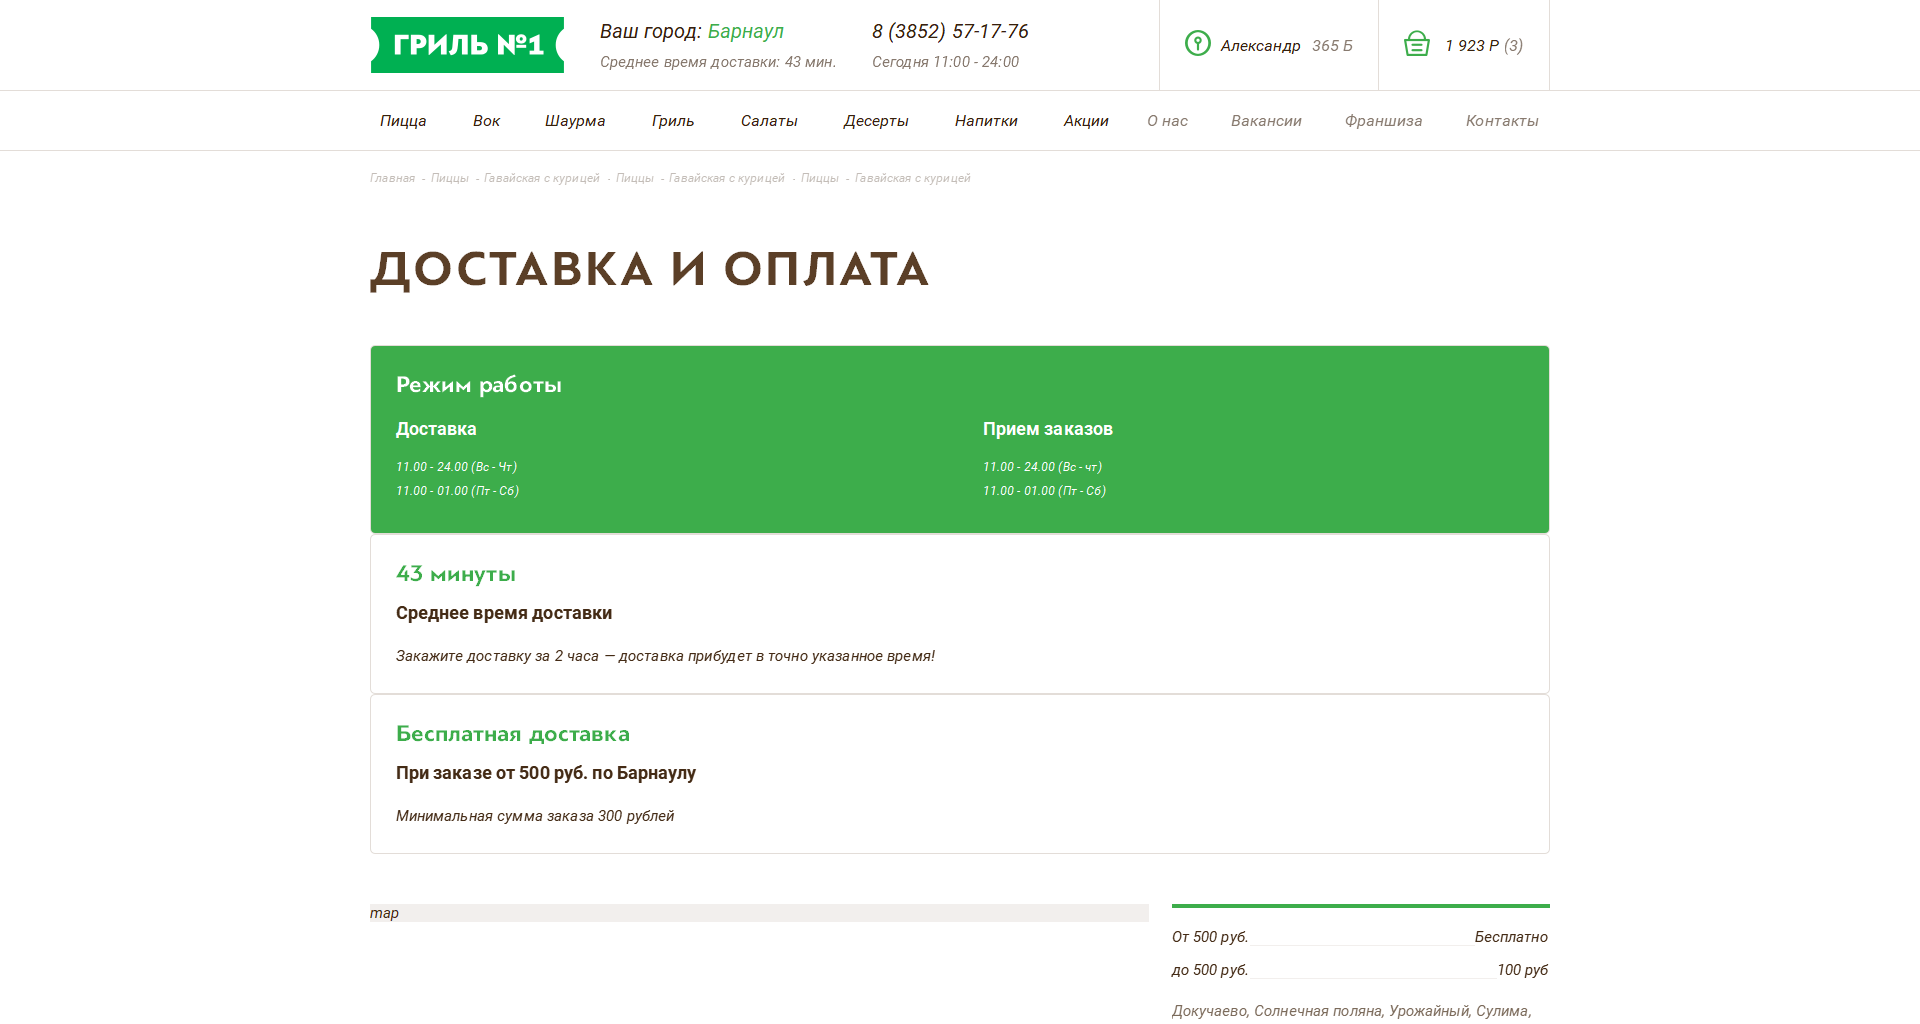 ГРИЛЬ №1
Ваш город: Барнаул
Среднее время доставки: 43 мин.
8 (3852) 57-17-76
Сегодня 11:00 - 24:00
Александр 365 Б
1 923 Р (3)
Пицца Вок Шаурма Гриль Салаты Десерты Напитки Акции О нас Вакансии Франшиза Контакты
Главная - Пиццы - Гавайская с курицей - Пиццы - Гавайская с курицей - Пиццы - Гавайская с курицей
ДОСТАВКА И ОПЛАТА
Режим работы
Доставка
11.00 - 24.00 (Вс - Чт)
11.00 - 01.00 (Пт - Сб)
Прием заказов
11.00 - 24.00 (Вс - чт)
11.00 - 01.00 (Пт - Сб)
43 минуты
Среднее время доставки
Закажите доставку за 2 часа — доставка прибудет в точно указанное время!
Бесплатная доставка
При заказе от 500 руб. по Барнаулу
Минимальная сумма заказа 300 рублей
map
От 500 руб. Бесплатно
до 500 руб. 100 руб
Докучаево, Солнечная поляна, Урожайный, Сулима,